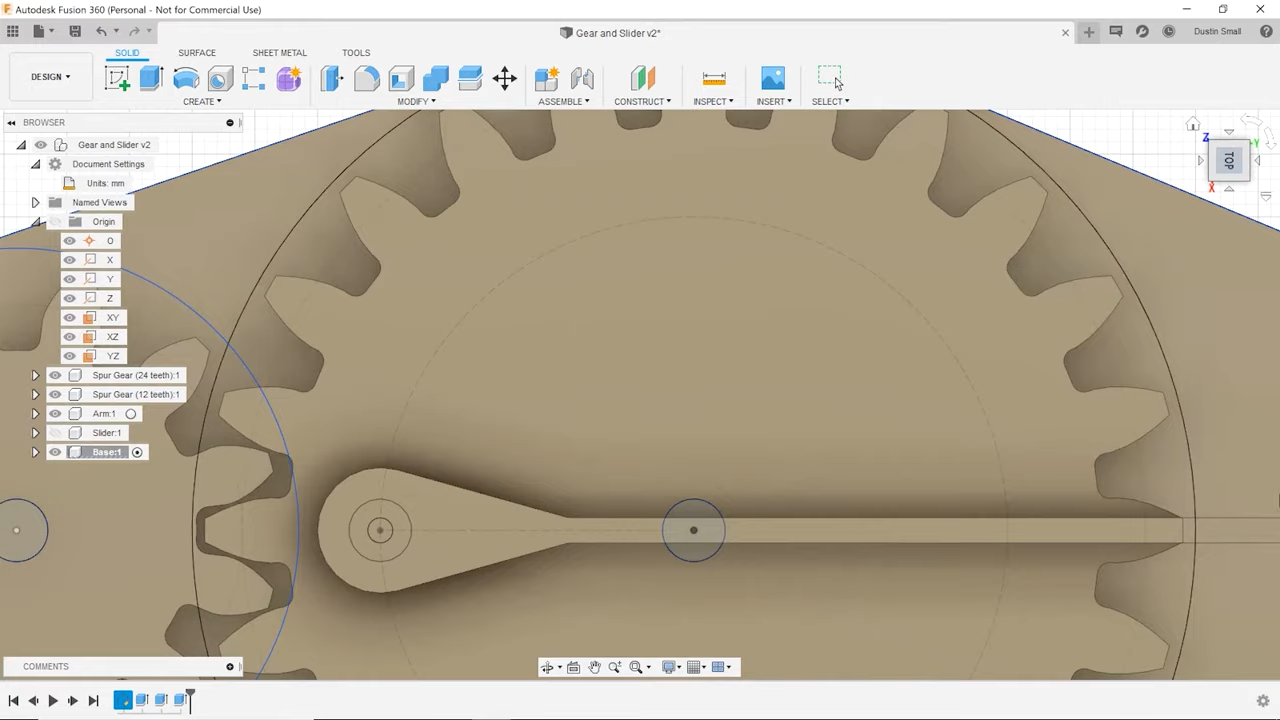 Autodesk Fusion 360 (Personal - Not for Commercial Use)
Gear and Slider v2*
Dustin Small
SOLID
SURFACE
SHEET METAL
TOOLS
DESIGN
CREATE
MODIFY
ASSEMBLE
CONSTRUCT
INSPECT
INSERT
SELECT
BROWSER
Gear and Slider v2
Document Settings
Units: mm
Named Views
Origin
O
X
Y
Z
XY
XZ
YZ
Spur Gear (24 teeth):1
Spur Gear (12 teeth):1
Arm:1
Slider:1
Base:1
Z
Y
TOP
X
COMMENTS